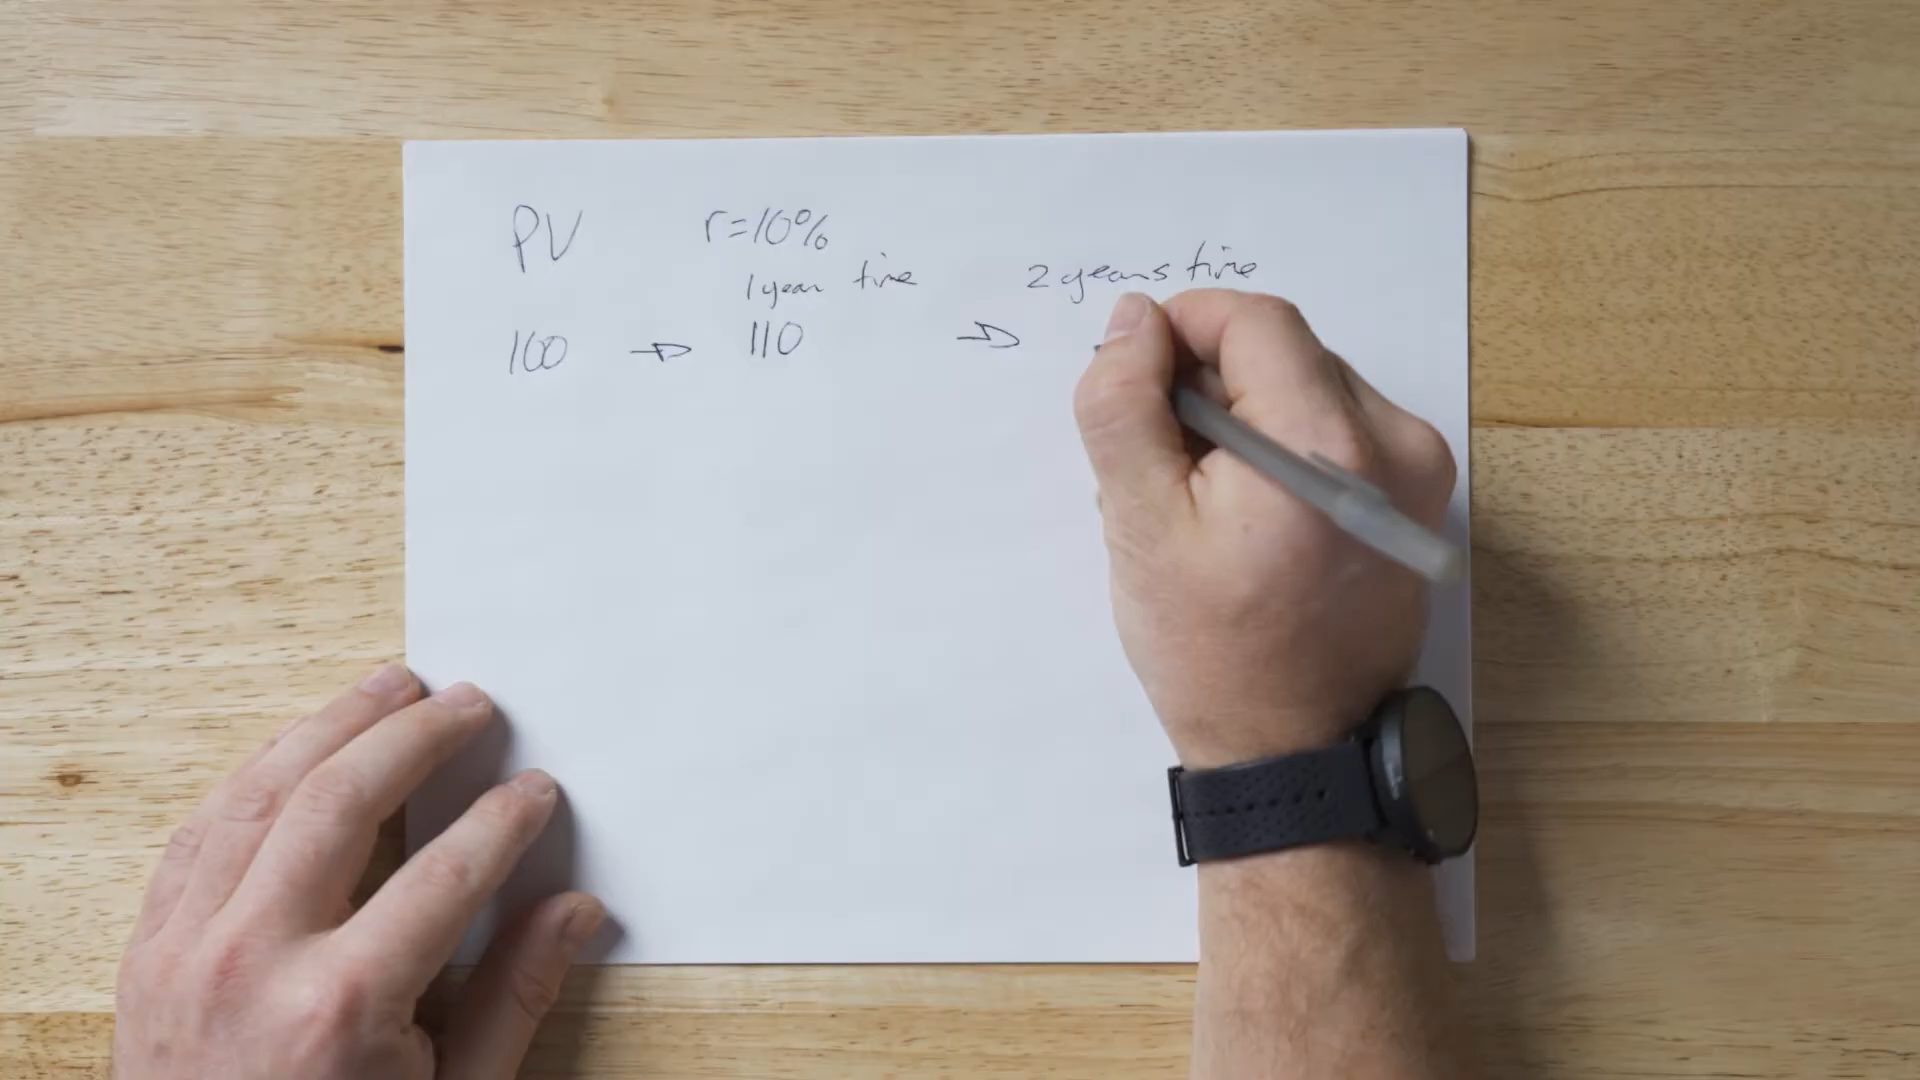 PV r=10%
1 year time 2 years time
100 → 110 →